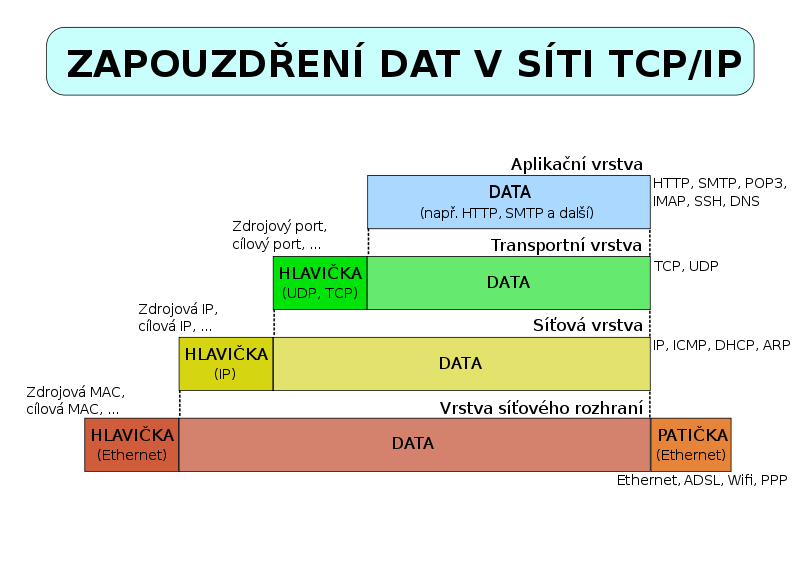 ZAPOUZDŘENÍ DAT V SÍTI TCP/IP
Aplikační vrstva
DATA
(např. HTTP, SMTP a další)
HTTP, SMTP, POP3,
IMAP, SSH, DNS
Zdrojový port,
cílový port, ...
Transportní vrstva
HLAVIČKA
(UDP, TCP)
DATA
TCP, UDP
Zdrojová IP,
cílová IP, ...
Síťová vrstva
HLAVIČKA
(IP)
DATA
IP, ICMP, DHCP, ARP
Zdrojová MAC,
cílová MAC, ...
Vrstva síťového rozhraní
HLAVIČKA
(Ethernet)
DATA
PATIČKA
(Ethernet)
Ethernet, ADSL, Wifi, PPP